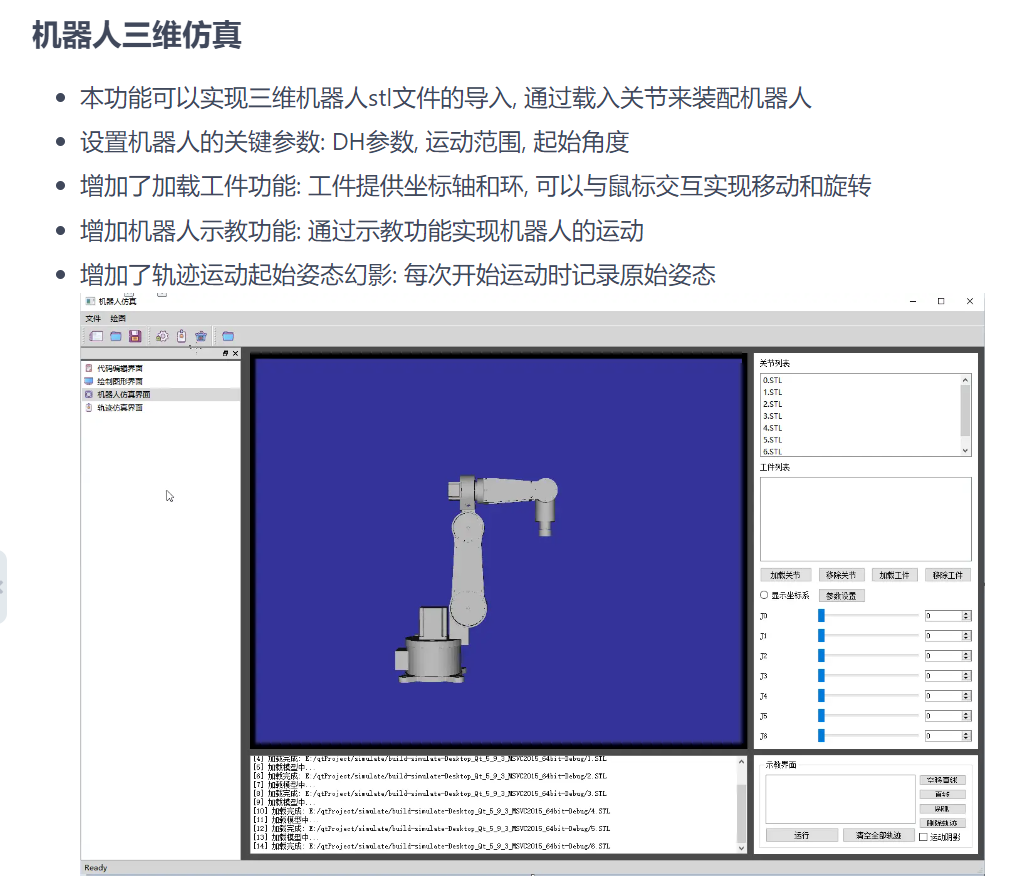 机器人三维仿真
本功能可以实现三维机器人stl文件的导入, 通过载入关节来装配机器人
设置机器人的关键参数: DH参数, 运动范围, 起始角度
增加了加载工件功能: 工件提供坐标轴和环, 可以与鼠标交互实现移动和旋转
增加机器人示教功能: 通过示教功能实现机器人的运动
增加了轨迹运动起始姿态幻影: 每次开始运动时记录原始姿态
机器人仿真
文件 绘图
代码编辑界面
绘制图形界面
机器人仿真界面
轨迹仿真界面
关节列表
0.STL
1.STL
2.STL
3.STL
4.STL
5.STL
6.STL
工件列表
加载关节 移除关节 加载工件 移除工件
显示坐标系 参数设置
J0 0
J1 0
J2 0
J3 0
J4 0
J5 0
J6 0
[4] 加载完成: E:/qtProject/simulate/build-simulate-Desktop_Qt_5_9_3_MSVC2015_64bit-Debug/1.STL
[5] 加载模型中...
[6] 加载完成: E:/qtProject/simulate/build-simulate-Desktop_Qt_5_9_3_MSVC2015_64bit-Debug/2.STL
[7] 加载模型中...
[8] 加载完成: E:/qtProject/simulate/build-simulate-Desktop_Qt_5_9_3_MSVC2015_64bit-Debug/3.STL
[9] 加载模型中...
[10] 加载完成: E:/qtProject/simulate/build-simulate-Desktop_Qt_5_9_3_MSVC2015_64bit-Debug/4.STL
[11] 加载模型中...
[12] 加载完成: E:/qtProject/simulate/build-simulate-Desktop_Qt_5_9_3_MSVC2015_64bit-Debug/5.STL
[13] 加载模型中...
[14] 加载完成: E:/qtProject/simulate/build-simulate-Desktop_Qt_5_9_3_MSVC2015_64bit-Debug/6.STL
示教界面
空移直线
直线
删除轨迹
运行 清空全部轨迹 运动阴影
Ready